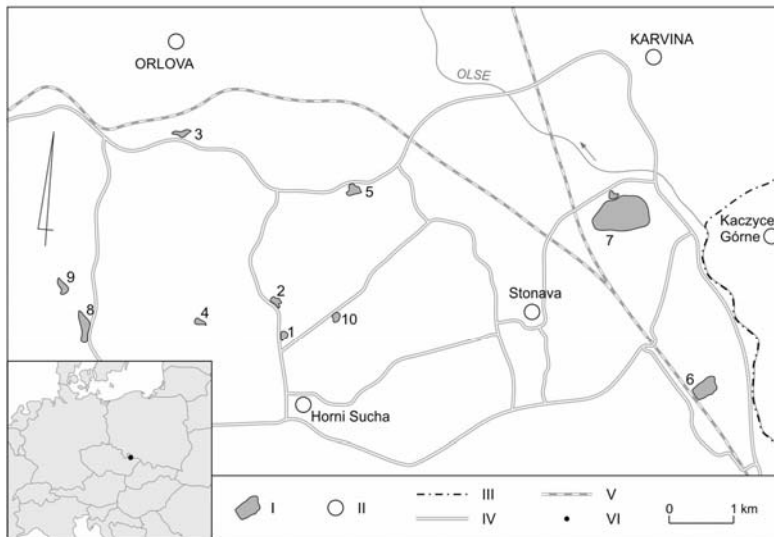 KARVINA
ORLOVA
OLSE
3
5
7
Kaczyce
Górne
9
8
4
2
1
10
Stonava
6
Horni Sucha
I
II
III
IV
V
VI
0 1 km